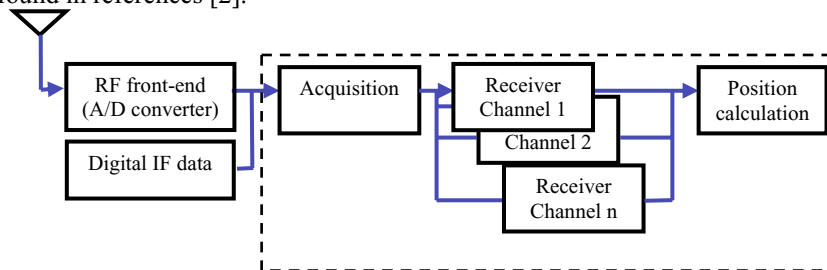 found in references [2].
RF front-end
(A/D converter)
Digital IF data
Acquisition
Receiver
Channel 1
Channel 2
Receiver
Channel n
Position
calculation